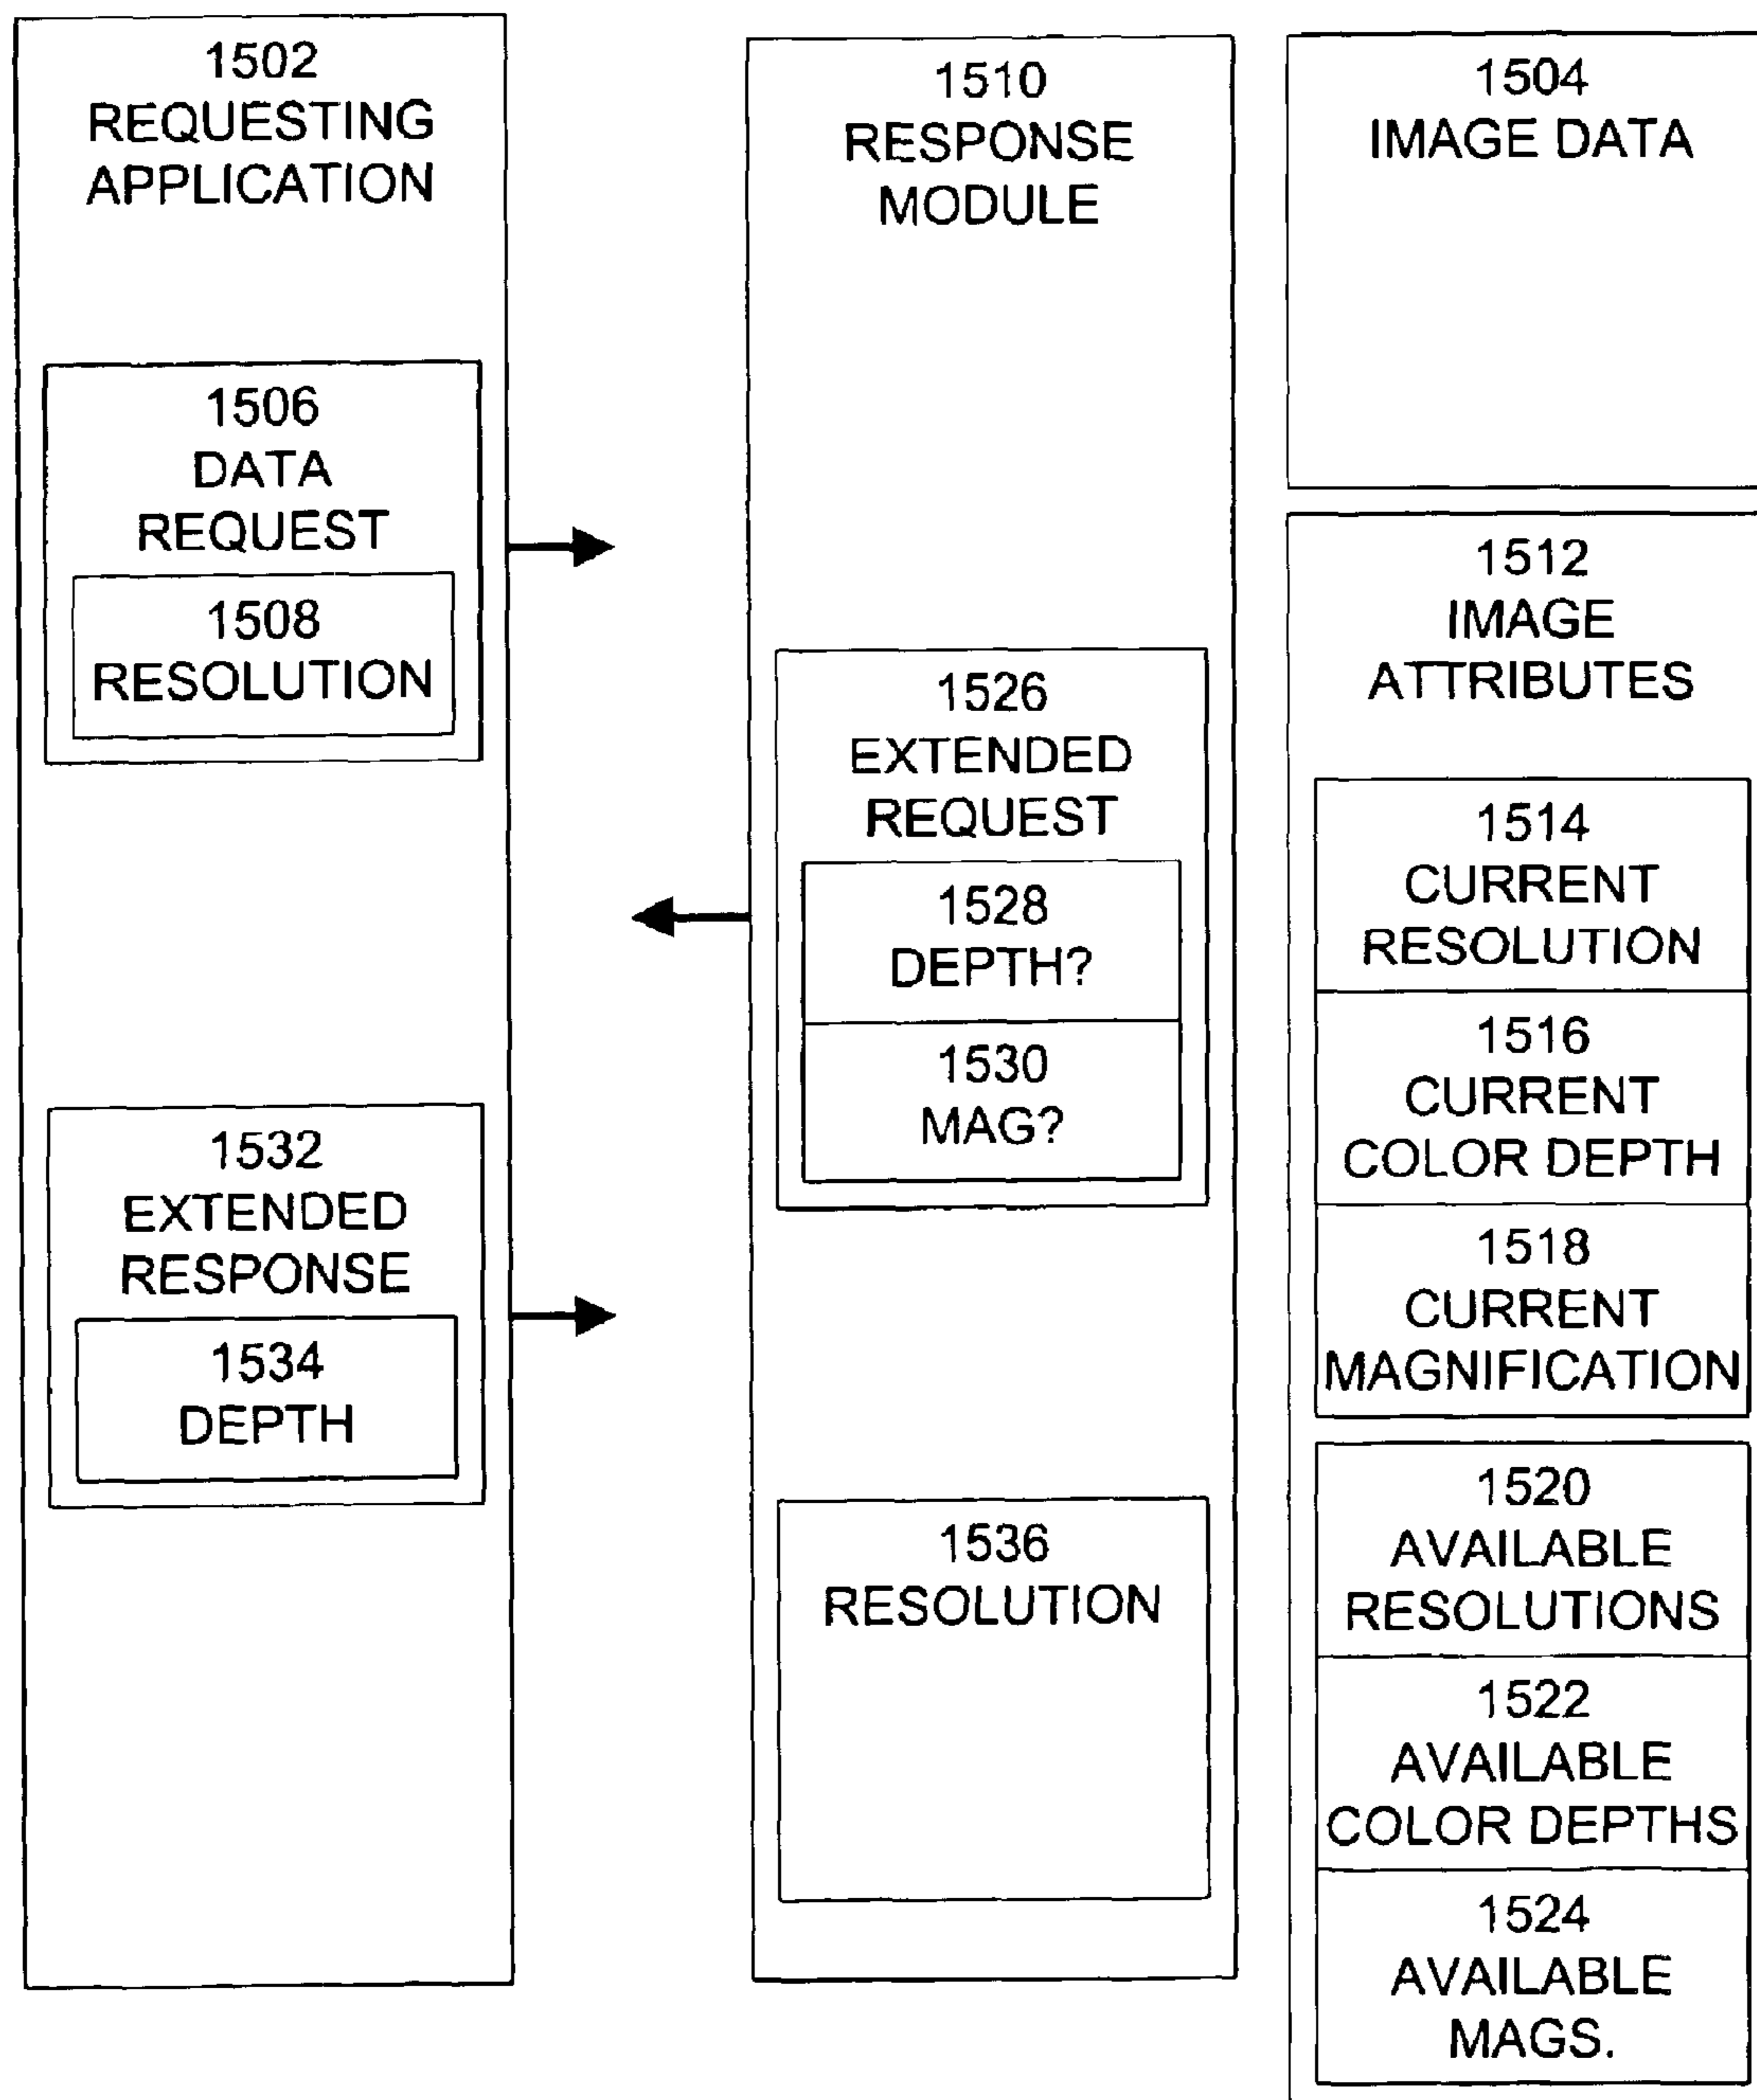 1502
REQUESTING
APPLICATION
1506
DATA
REQUEST
1508
RESOLUTION
1532
EXTENDED
RESPONSE
1534
DEPTH
1510
RESPONSE
MODULE
1526
EXTENDED
REQUEST
1528
DEPTH?
1530
MAG?
1536
RESOLUTION
1504
IMAGE DATA
1512
IMAGE
ATTRIBUTES
1514
CURRENT
RESOLUTION
1516
CURRENT
COLOR DEPTH
1518
CURRENT
MAGNIFICATION
1520
AVAILABLE
RESOLUTIONS
1522
AVAILABLE
COLOR DEPTHS
1524
AVAILABLE
MAGS.